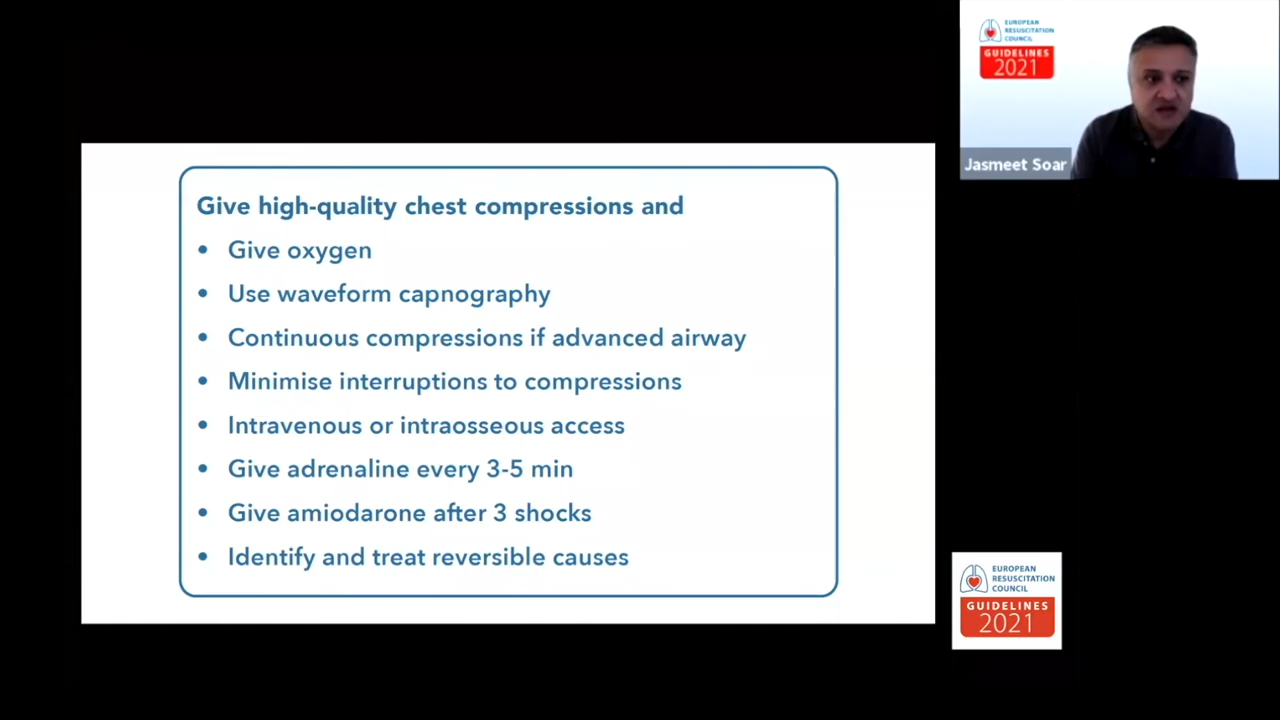 EUROPEAN
RESUSCITATION
COUNCIL
GUIDELINES
2021
Jasmeet Soar
Give high-quality chest compressions and
• Give oxygen
• Use waveform capnography
• Continuous compressions if advanced airway
• Minimise interruptions to compressions
• Intravenous or intraosseous access
• Give adrenaline every 3-5 min
• Give amiodarone after 3 shocks
• Identify and treat reversible causes
EUROPEAN
RESUSCITATION
COUNCIL
GUIDELINES
2021